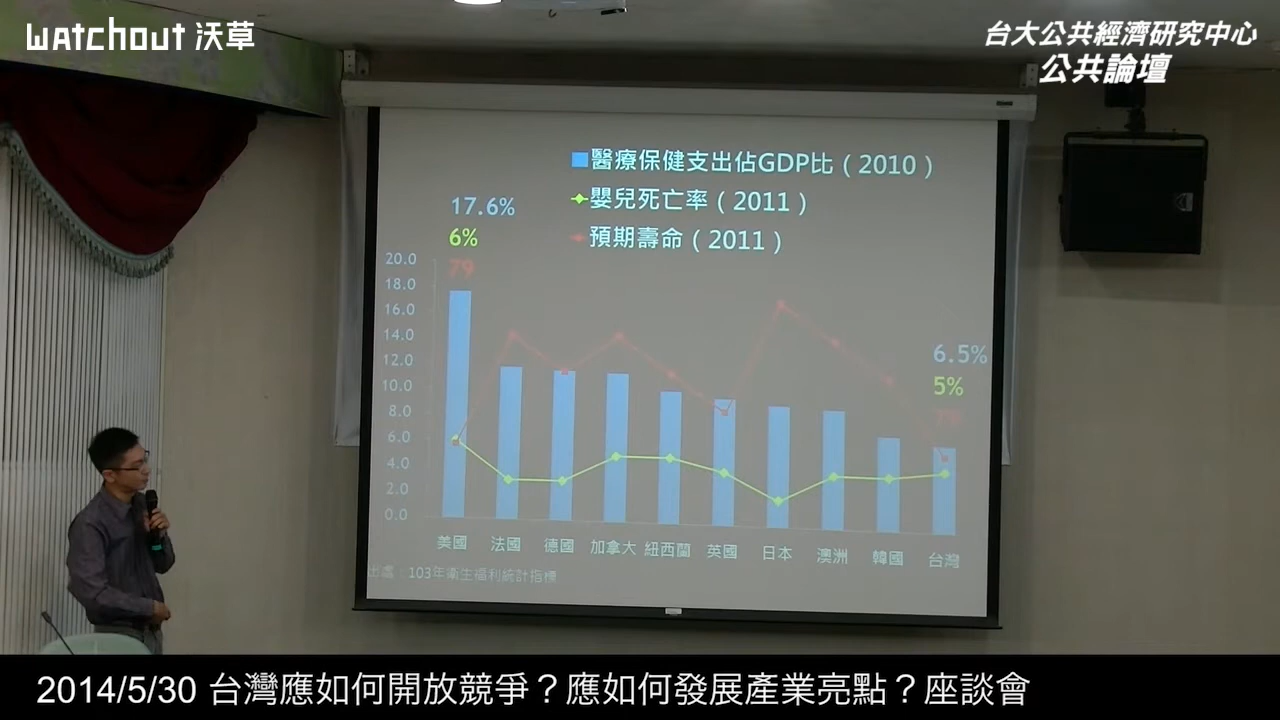 WATCHOUT 沃草
台大公共經濟研究中心
公共論壇
醫療保健支出佔GDP比（2010）
嬰兒死亡率（2011）
預期壽命（2011）
17.6%
6%
79
20.0
18.0
16.0
14.0
12.0
10.0
8.0
6.0
4.0
2.0
0.0
6.5%
5%
美國 法國 德國 加拿大 紐西蘭 英國 日本 澳洲 韓國 台灣
出處：103年衛生福利統計指標
2014/5/30 台灣應如何開放競爭？應如何發展產業亮點？座談會